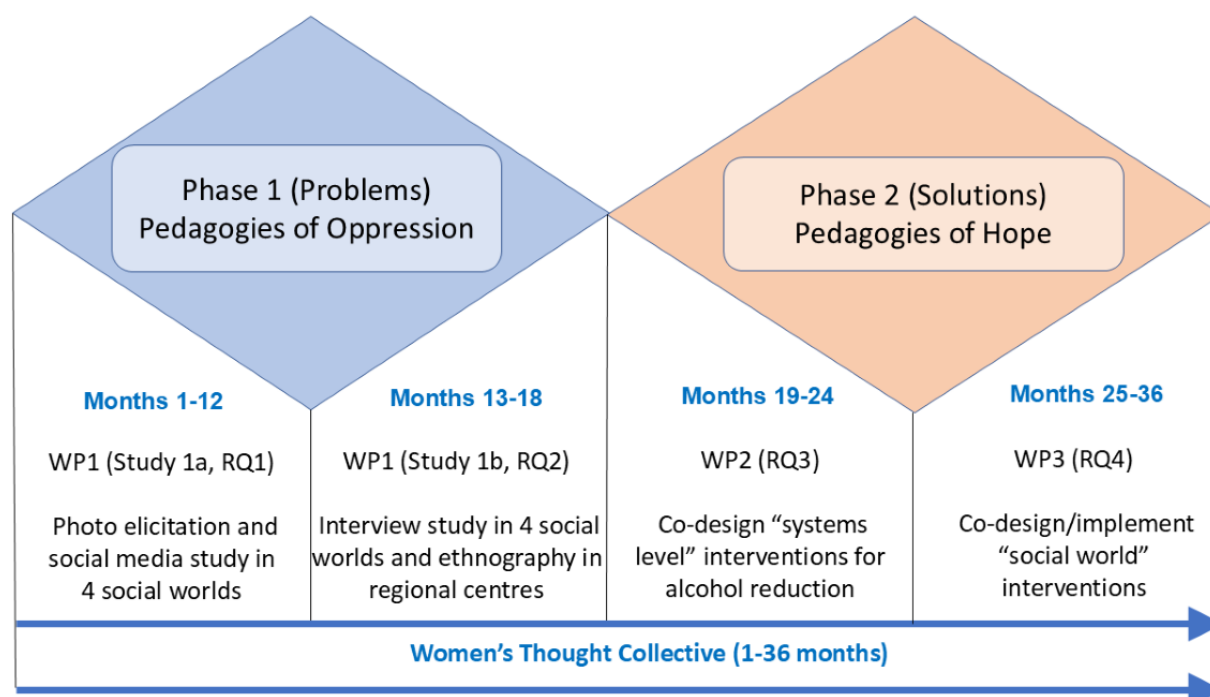 Phase 1 (Problems)
Pedagogies of Oppression
Phase 2 (Solutions)
Pedagogies of Hope
Months 1-12
WP1 (Study 1a, RQ1)
Photo elicitation and
social media study in
4 social worlds
Months 13-18
WP1 (Study 1b, RQ2)
Interview study in 4 social
worlds and ethnography in
regional centres
Months 19-24
WP2 (RQ3)
Co-design “systems
level” interventions for
alcohol reduction
Months 25-36
WP3 (RQ4)
Co-design/implement
“social world”
interventions
Women’s Thought Collective (1-36 months)